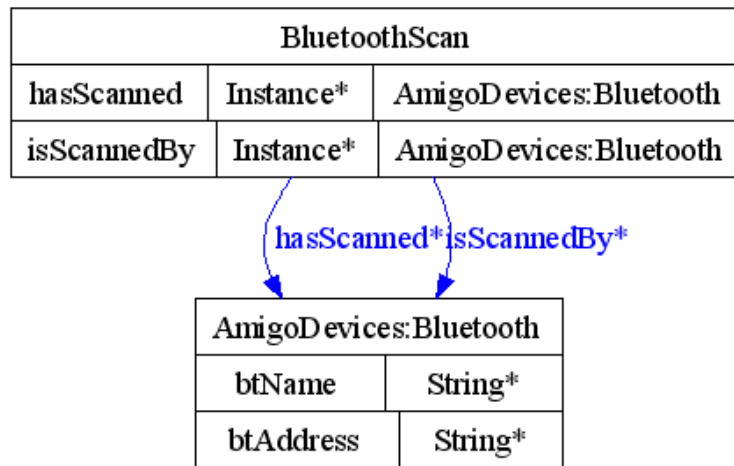 BluetoothScan
hasScanned Instance* AmigoDevices:Bluetooth
isScannedBy Instance* AmigoDevices:Bluetooth
hasScanned* isScannedBy*
AmigoDevices:Bluetooth
btName String*
btAddress String*